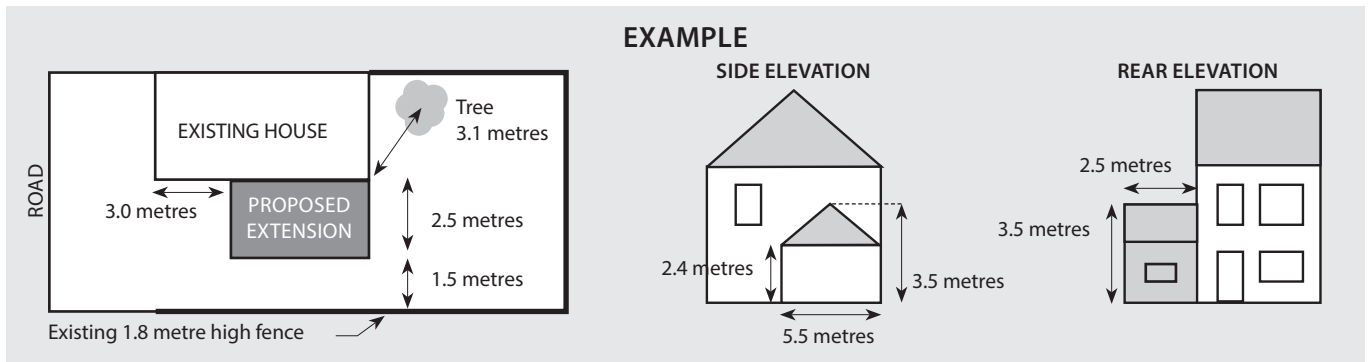 EXAMPLE
SIDE ELEVATION
REAR ELEVATION
ROAD
EXISTING HOUSE
Tree
3.1 metres
3.0 metres
PROPOSED
EXTENSION
2.5 metres
1.5 metres
Existing 1.8 metre high fence
2.4 metres
3.5 metres
5.5 metres
2.5 metres
3.5 metres